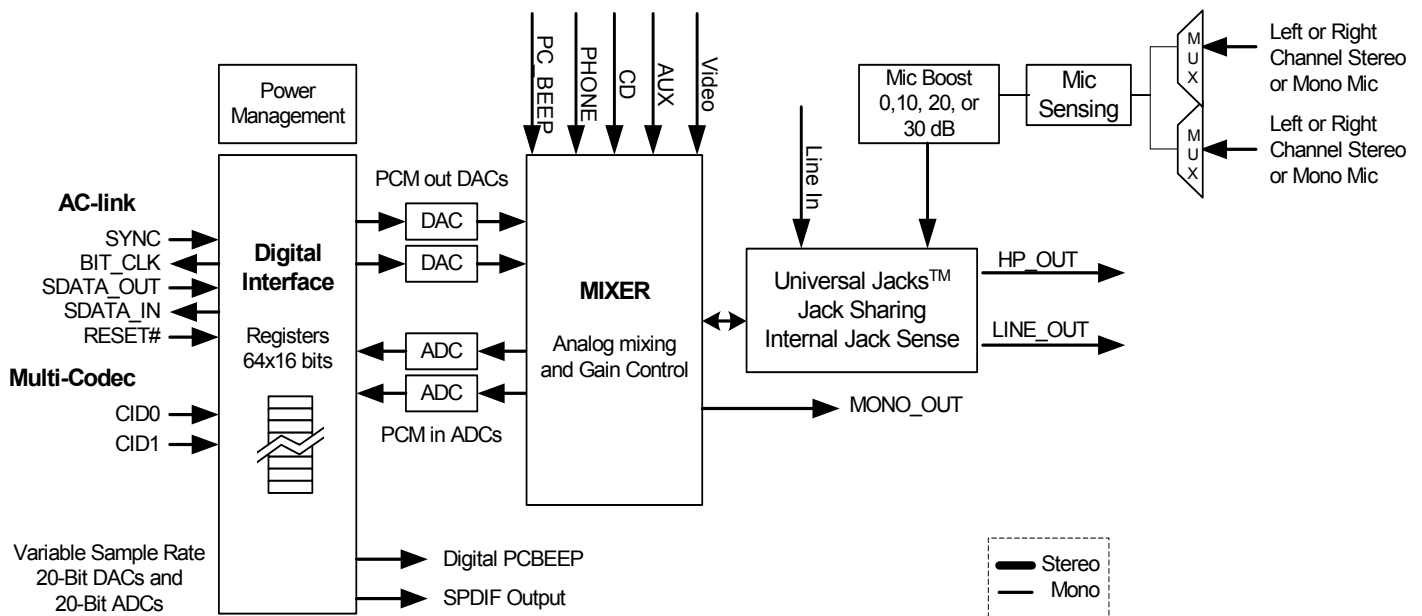 PC_BEEP
PHONE
CD
AUX
Video
Power
Management
Mic Boost
0,10, 20, or
30 dB
Mic
Sensing
MUX
Left or Right
Channel Stereo
or Mono Mic
MUX
Left or Right
Channel Stereo
or Mono Mic
Line In
AC-link
SYNC
BIT_CLK
SDATA_OUT
SDATA_IN
RESET#
Multi-Codec
CID0
CID1
Digital
Interface
Registers
64x16 bits
PCM out DACs
DAC
DAC
ADC
ADC
PCM in ADCs
MIXER
Analog mixing
and Gain Control
Universal Jacks™
Jack Sharing
Internal Jack Sense
HP_OUT
LINE_OUT
MONO_OUT
Variable Sample Rate
20-Bit DACs and
20-Bit ADCs
Digital PCBEEP
SPDIF Output
Stereo
Mono